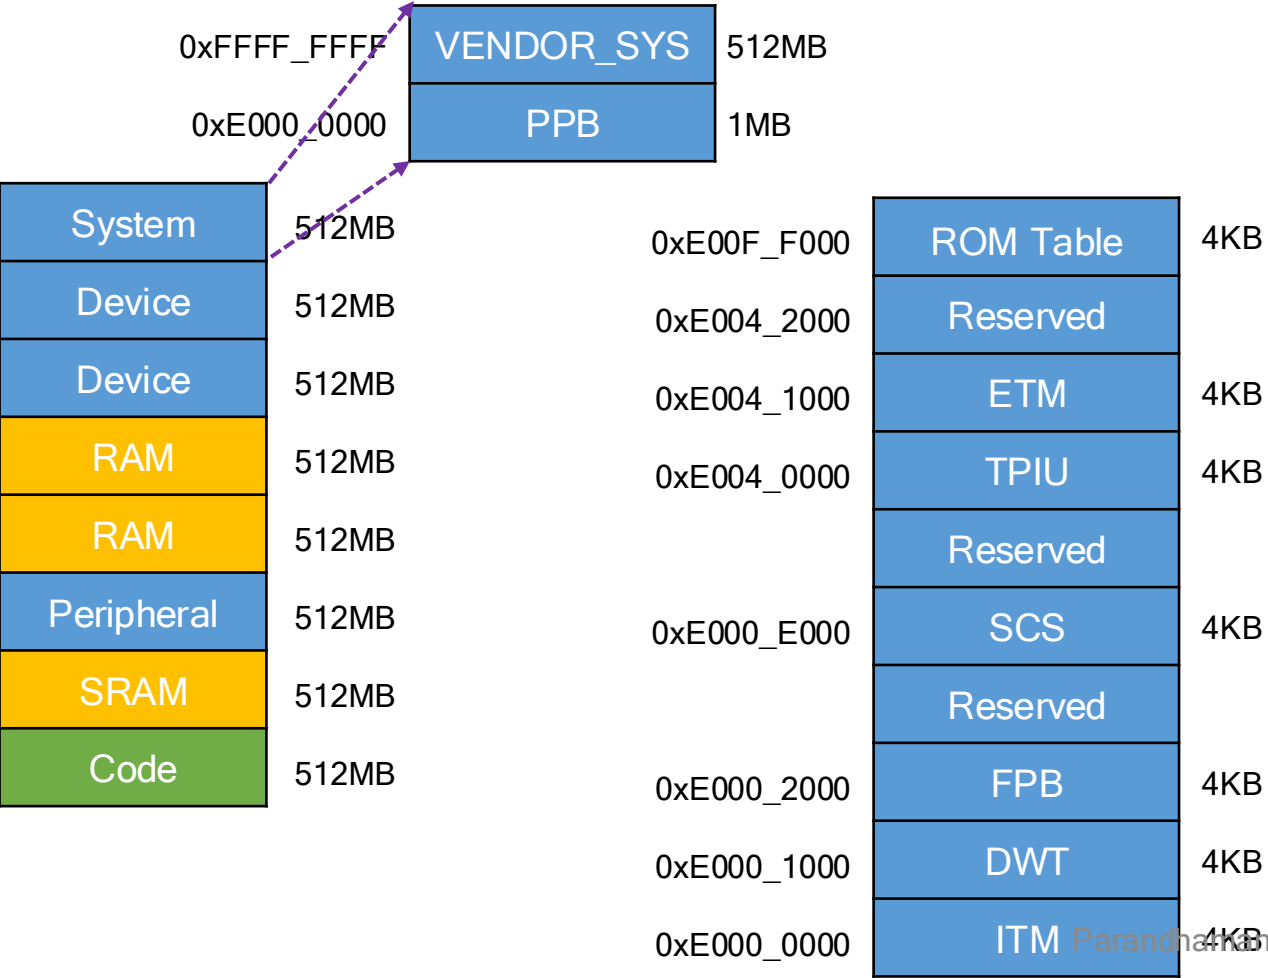 0xFFFF_FFFF VENDOR_SYS 512MB
0xE000_0000 PPB 1MB
System 512MB
Device 512MB
Device 512MB
RAM 512MB
RAM 512MB
Peripheral 512MB
SRAM 512MB
Code 512MB
0xE00F_F000 ROM Table 4KB
0xE004_2000 Reserved
0xE004_1000 ETM 4KB
0xE004_0000 TPIU 4KB
Reserved
0xE000_E000 SCS 4KB
Reserved
0xE000_2000 FPB 4KB
0xE000_1000 DWT 4KB
0xE000_0000 ITM 4KB
Parandhaman